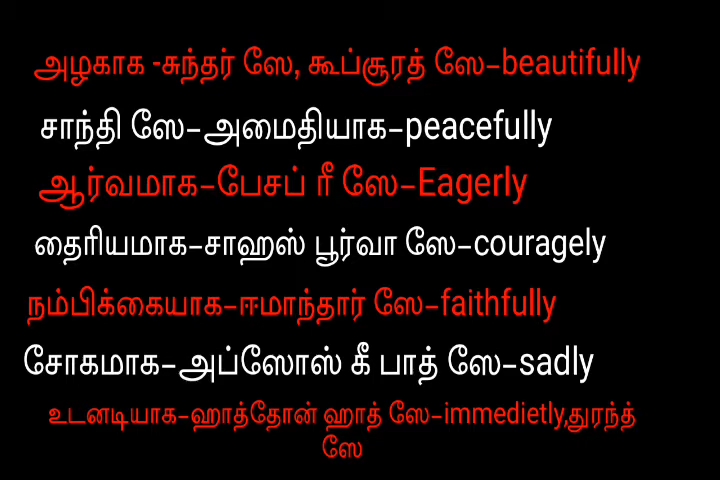 அழகாக -சுந்தர் ஸே, கூப்சூரத் ஸே-beautifully
சாந்தி ஸே-அமைதியாக-peacefully
ஆர்வமாக-பேசப் ரீ ஸே-Eagerly
தைரியமாக-சாஹஸ் பூர்வா ஸே-couragely
நம்பிக்கையாக-ஈமாந்தார் ஸே-faithfully
சோகமாக-அப்ஸோஸ் கீ பாத் ஸே-sadly
உடனடியாக-ஹாத்தோன் ஹாத் ஸே-immedietly,துரந்த்
ஸே